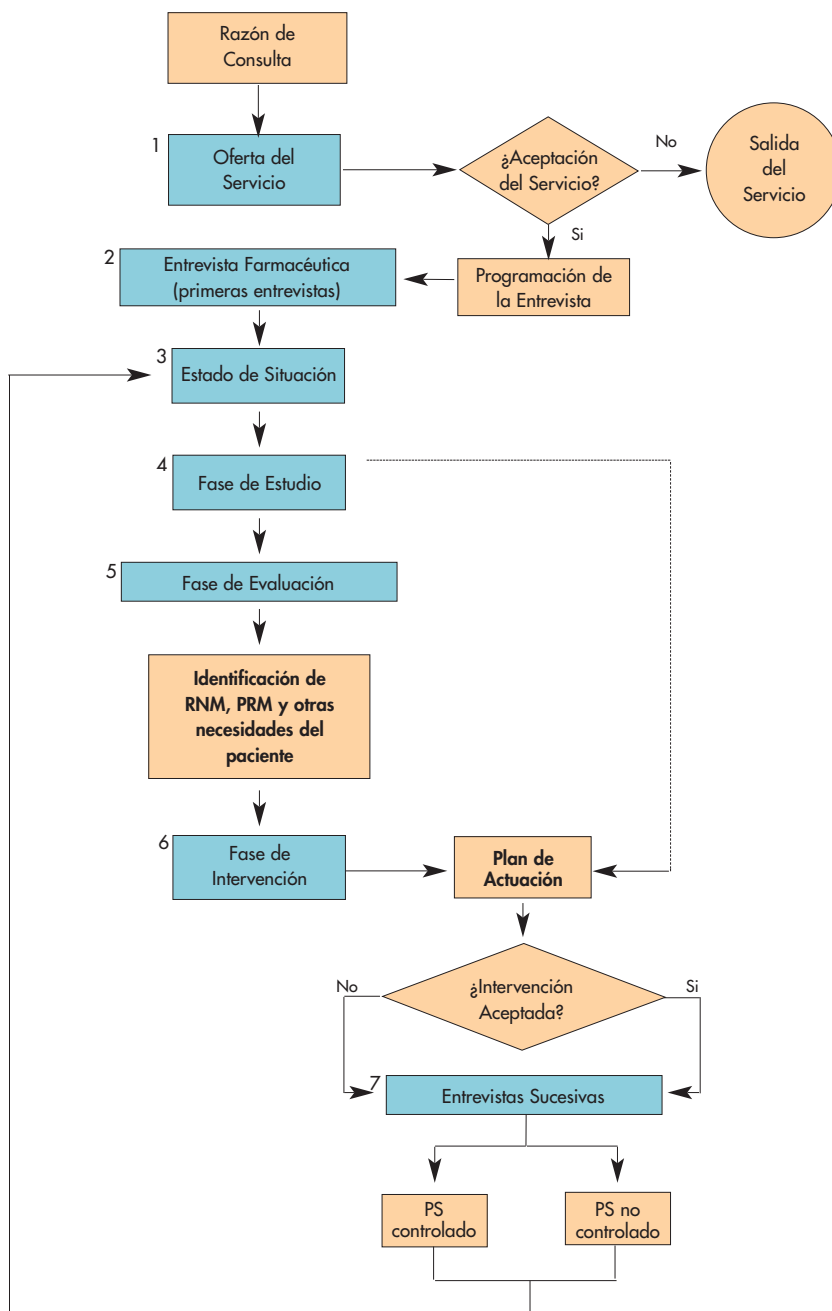 Razón de
Consulta
1
Oferta del
Servicio
¿Aceptación
del Servicio?
No
Salida
del
Servicio
Si
2
Entrevista Farmacéutica
(primeras entrevistas)
Programación de
la Entrevista
3
Estado de Situación
4
Fase de Estudio
5
Fase de Evaluación
Identificación de
RNM, PRM y otras
necesidades del
paciente
6
Fase de
Intervención
Plan de
Actuación
No
¿Intervención
Aceptada?
Si
7
Entrevistas Sucesivas
PS
controlado
PS no
controlado